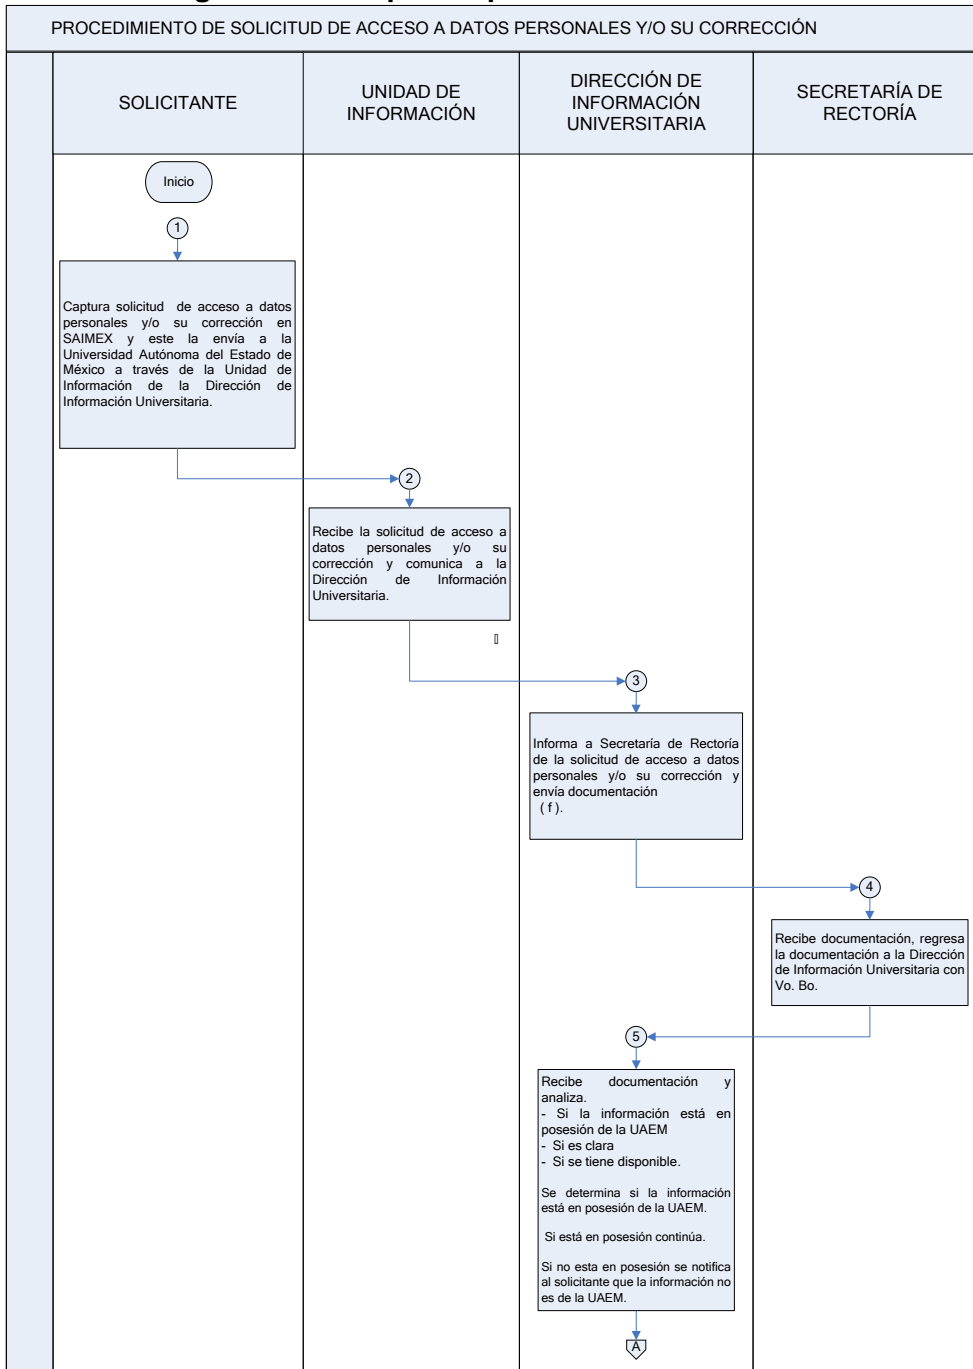 PROCEDIMIENTO DE SOLICITUD DE ACCESO A DATOS PERSONALES Y/O SU CORRECCIÓN
SOLICITANTE
UNIDAD DE
INFORMACIÓN
DIRECCIÓN DE
INFORMACIÓN
UNIVERSITARIA
SECRETARÍA DE
RECTORÍA
Inicio
1
Captura solicitud de acceso a datos
personales y/o su corrección en
SAIMEX y este la envía a la
Universidad Autónoma del Estado de
México a través de la Unidad de
Información de la Dirección de
Información Universitaria.
2
Recibe la solicitud de acceso a
datos personales y/o su
corrección y comunica a la
Dirección de Información
Universitaria.
3
Informa a Secretaría de Rectoría
de la solicitud de acceso a datos
personales y/o su corrección y
envía documentación
( f ).
4
Recibe documentación, regresa
la documentación a la Dirección
de Información Universitaria con
Vo. Bo.
5
Recibe documentación y
analiza.
- Si la información está en
posesión de la UAEM
- Si es clara
- Si se tiene disponible.
Se determina si la información
está en posesión de la UAEM.
Si está en posesión continúa.
Si no esta en posesión se notifica
al solicitante que la información no
es de la UAEM.
A